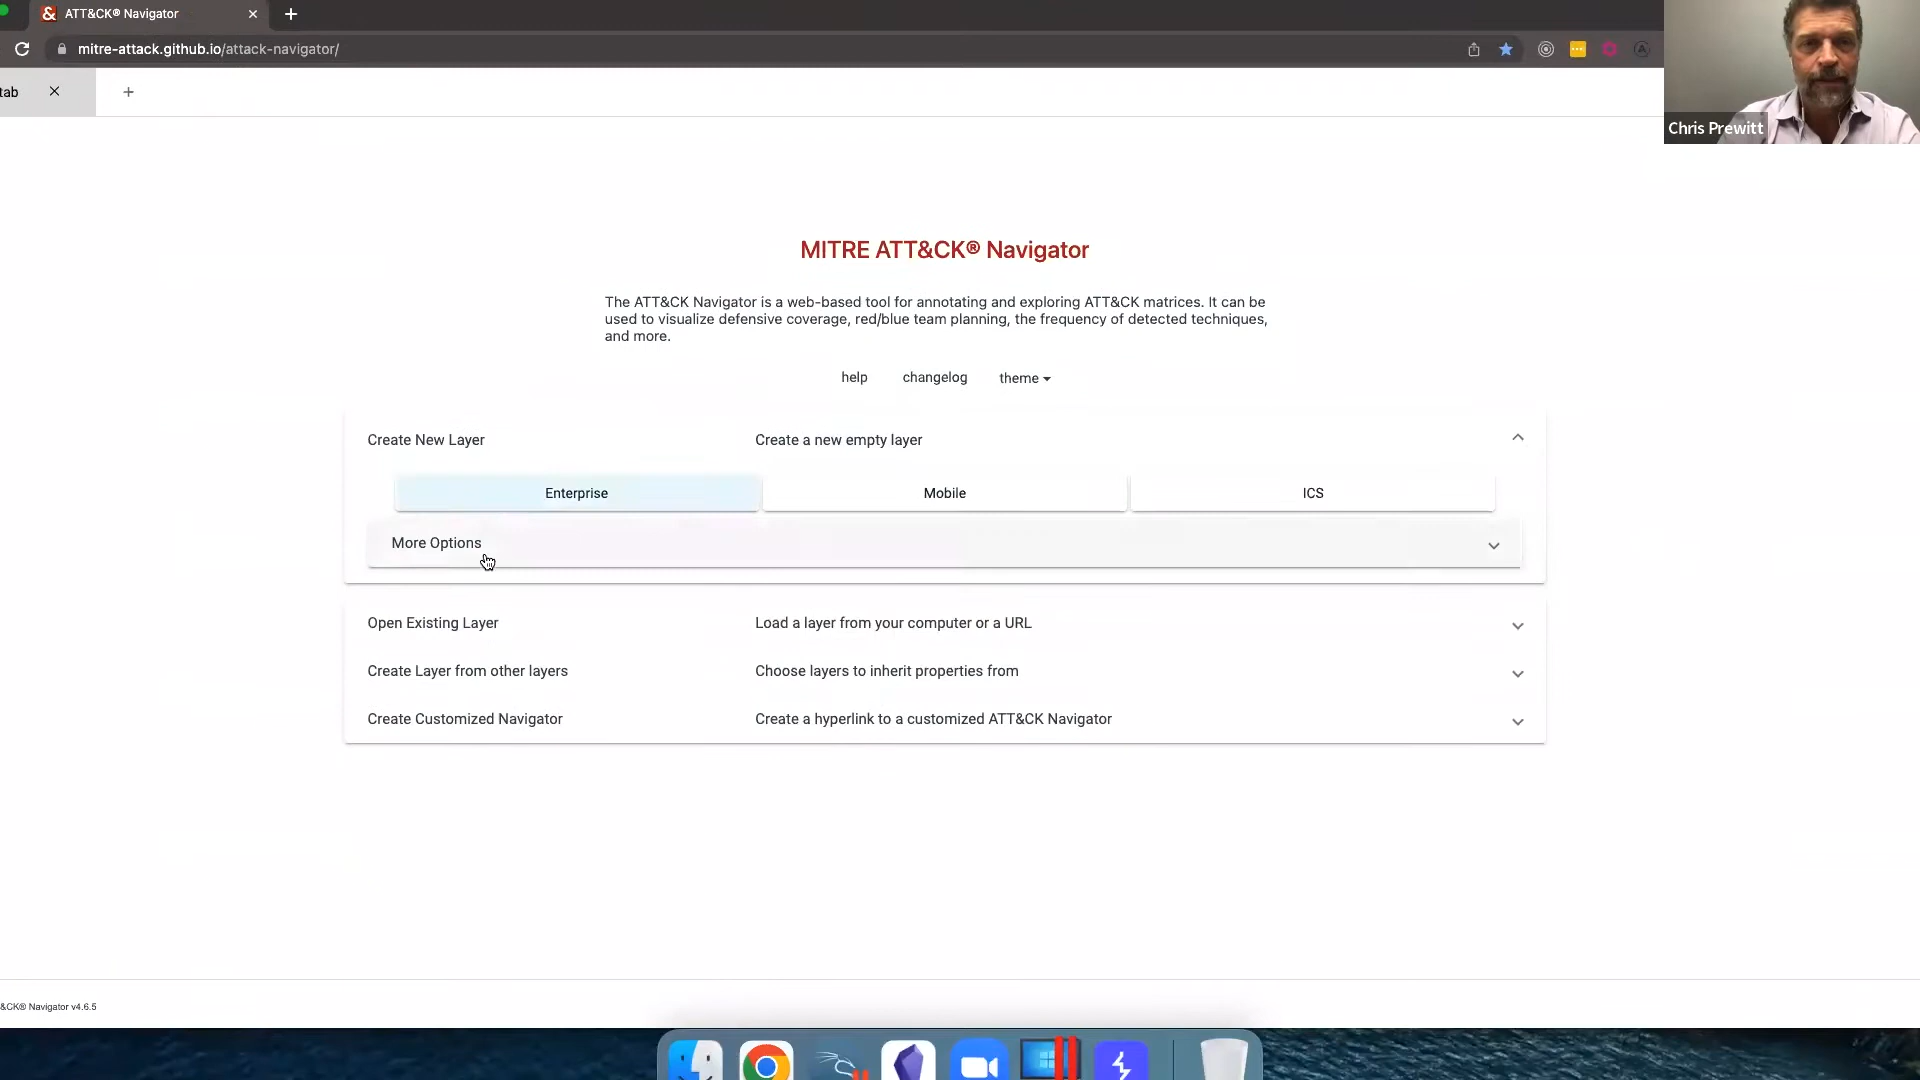 ATT&CK® Navigator
mitre-attack.github.io/attack-navigator/
tab
Chris Prewitt
MITRE ATT&CK® Navigator
The ATT&CK Navigator is a web-based tool for annotating and exploring ATT&CK matrices. It can be
used to visualize defensive coverage, red/blue team planning, the frequency of detected techniques,
and more.
help changelog theme
Create New Layer Create a new empty layer
Enterprise Mobile ICS
More Options
Open Existing Layer Load a layer from your computer or a URL
Create Layer from other layers Choose layers to inherit properties from
Create Customized Navigator Create a hyperlink to a customized ATT&CK Navigator
&CK® Navigator v4.6.5